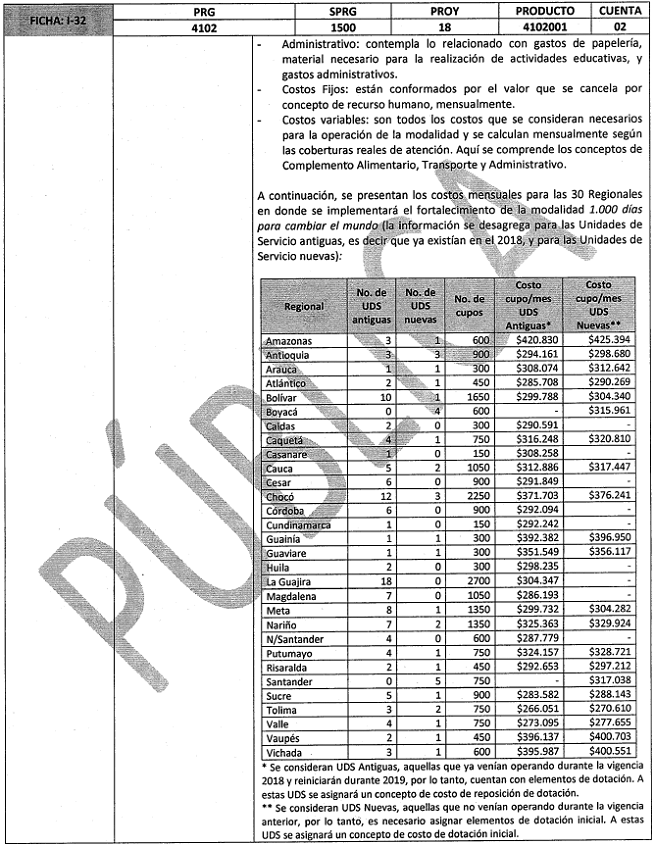 FICHA: I-32 PRG SPRG PROY PRODUCTO CUENTA
4102 1500 18 4102001 02
- Administrativo: contempla lo relacionado con gastos de papelería,
material necesario para la realización de actividades educativas, y
gastos administrativos.
- Costos Fijos: están conformados por el valor que se cancela por
concepto de recurso humano, mensualmente.
- Costos variables: son todos los costos que se consideran necesarios
para la operación de la modalidad y se calculan mensualmente según
las coberturas reales de atención. Aquí se comprende los conceptos de
Complemento Alimentario, Transporte y Administrativo.
A continuación, se presentan los costos mensuales para las 30 Regionales
en donde se implementará el fortalecimiento de la modalidad 1.000 días
para cambiar el mundo (la información se desagrega para las Unidades de
Servicio antiguas, es decir que ya existían en el 2018, y para las Unidades de
Servicio nuevas):
Regional No. de UDS antiguas No. de UDS nuevas No. de cupos Costo cupo/mes UDS Antiguas* Costo cupo/mes UDS Nuevas**
Amazonas 3 1 600 $420.830 $425.394
Antioquia 3 3 900 $294.161 $298.680
Arauca 1 1 300 $308.074 $312.642
Atlántico 2 1 450 $285.708 $290.269
Bolívar 10 1 1650 $299.788 $304.340
Boyacá 0 4 600 - $315.961
Caldas 2 0 300 $290.591 -
Caquetá 4 1 750 $316.248 $320.810
Casanare 1 0 150 $308.258 -
Cauca 5 2 1050 $312.886 $317.447
Cesar 6 0 900 $291.849 -
Chocó 12 3 2250 $371.703 $376.241
Córdoba 6 0 900 $292.094 -
Cundinamarca 1 0 150 $292.242 -
Guainía 1 1 300 $392.382 $396.950
Guaviare 1 1 300 $351.549 $356.117
Huila 2 0 300 $298.235 -
La Guajira 18 0 2700 $304.347 -
Magdalena 7 0 1050 $286.193 -
Meta 8 1 1350 $299.732 $304.282
Nariño 7 2 1350 $325.363 $329.924
N/Santander 4 0 600 $287.779 -
Putumayo 4 1 750 $324.157 $328.721
Risaralda 2 1 450 $292.653 $297.212
Santander 0 5 750 - $317.038
Sucre 5 1 900 $283.582 $288.143
Tolima 3 2 750 $266.051 $270.610
Valle 4 1 750 $273.095 $277.655
Vaupés 2 1 450 $396.137 $400.703
Vichada 3 1 600 $395.987 $400.551
* Se consideran UDS Antiguas, aquellas que ya venían operando durante la vigencia
2018 y reiniciarán durante 2019, por lo tanto, cuentan con elementos de dotación. A
estas UDS se asignará un concepto de costo de reposición de dotación.
** Se consideran UDS Nuevas, aquellas que no venían operando durante la vigencia
anterior, por lo tanto, es necesario asignar elementos de dotación inicial. A estas
UDS se asignará un concepto de costo de dotación inicial.
PÚBLICA